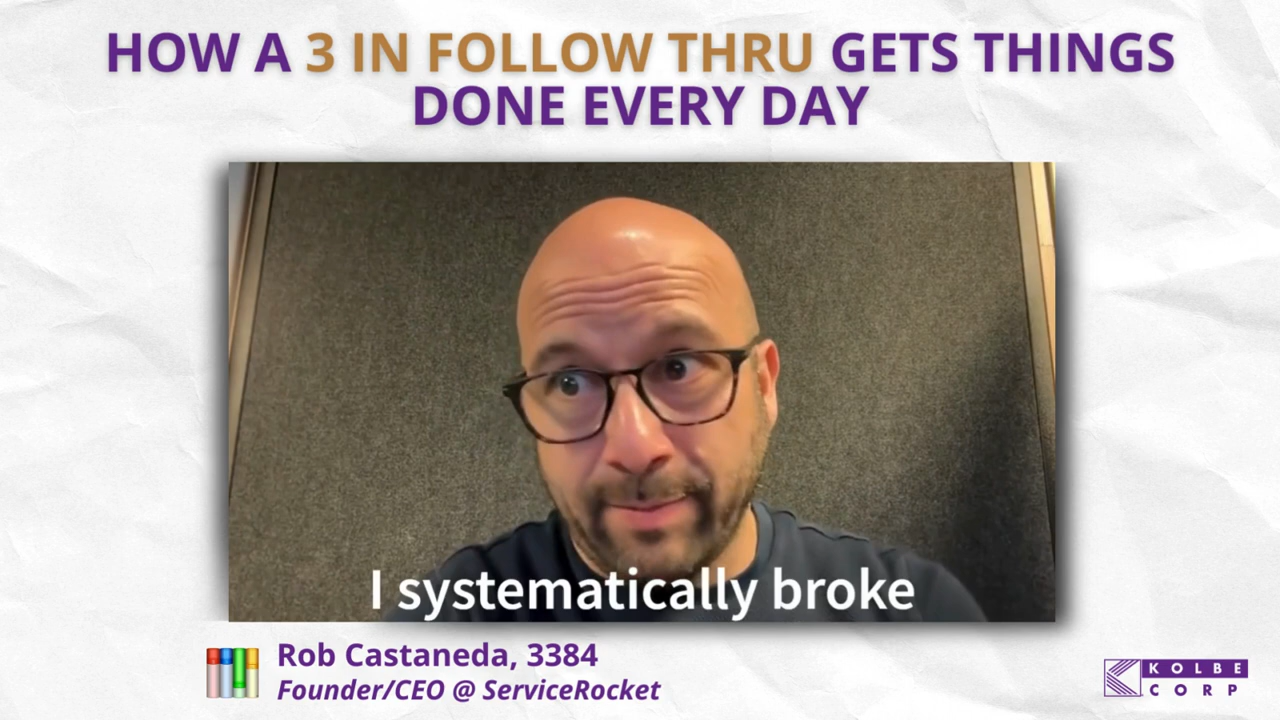 HOW A 3 IN FOLLOW THRU GETS THINGS
DONE EVERY DAY
I systematically broke
Rob Castaneda, 3384
Founder/CEO @ ServiceRocket
KOLBE
CORP